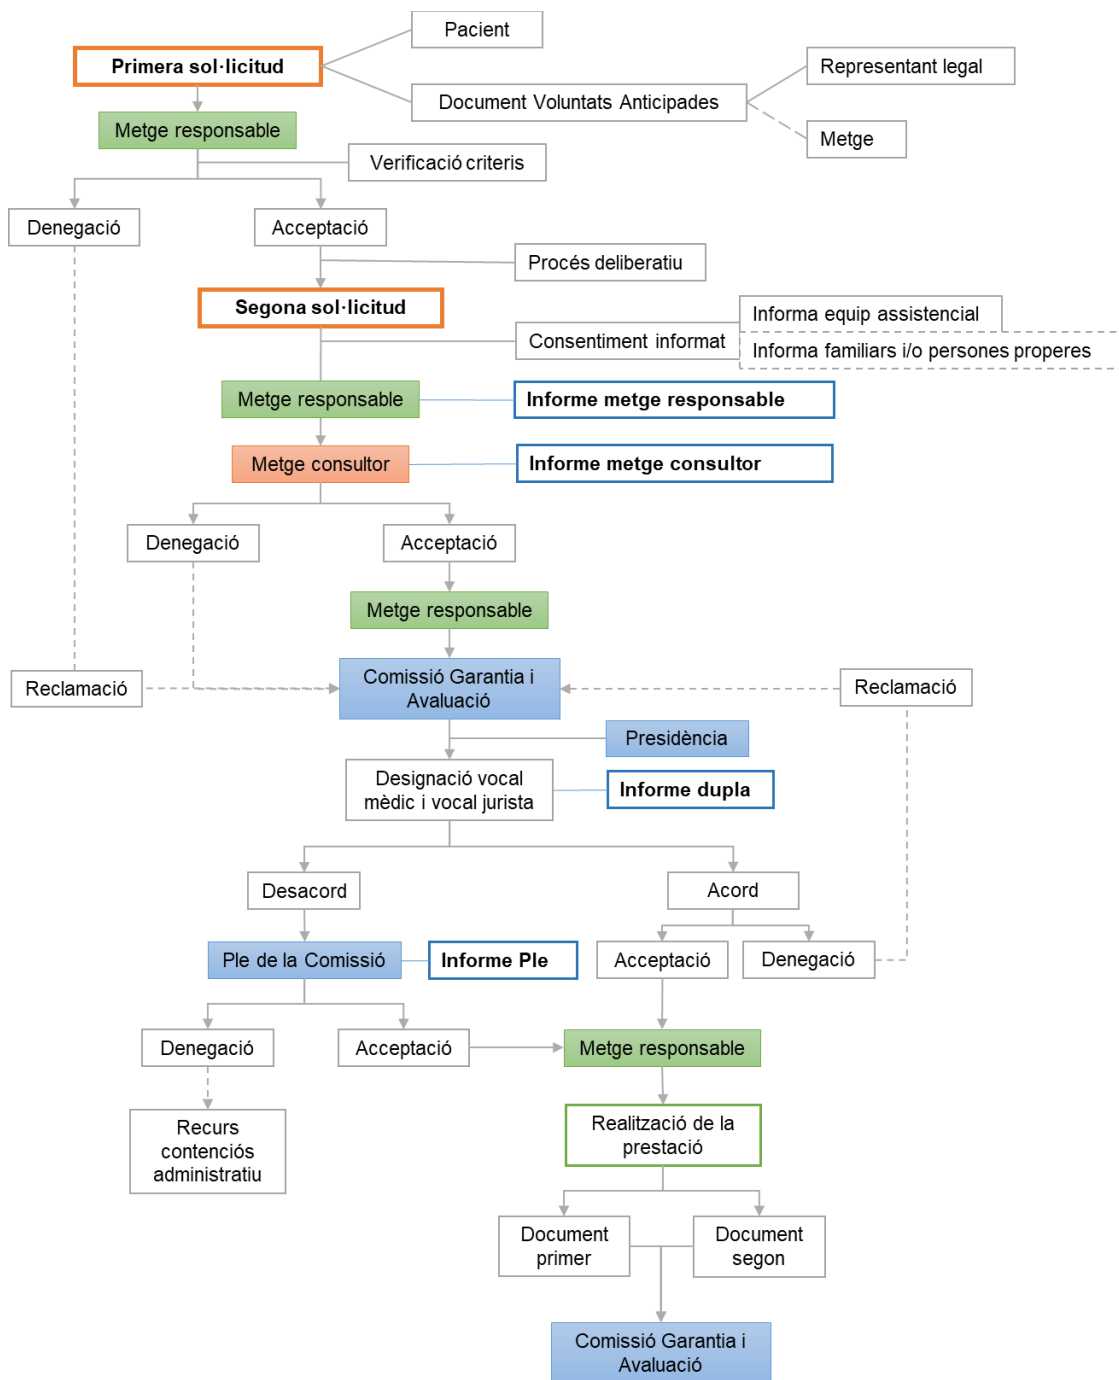 Pacient
Primera sol·licitud
Representant legal
Document Voluntats Anticipades
Metge responsable
Metge
Verificació criteris
Denegació
Acceptació
Procés deliberatiu
Segona sol·licitud
Informa equip assistencial
Consentiment informat
Informa familiars i/o persones properes
Metge responsable
Informe metge responsable
Metge consultor
Informe metge consultor
Denegació
Acceptació
Metge responsable
Reclamació
Comissió Garantia i
Avaluació
Reclamació
Presidència
Designació vocal
mèdic i vocal jurista
Informe dupla
Desacord
Acord
Ple de la Comissió
Informe Ple
Acceptació
Denegació
Denegació
Acceptació
Metge responsable
Recurs
contenciós
administratiu
Realització de la
prestació
Document
primer
Document
segon
Comissió Garantia i
Avaluació